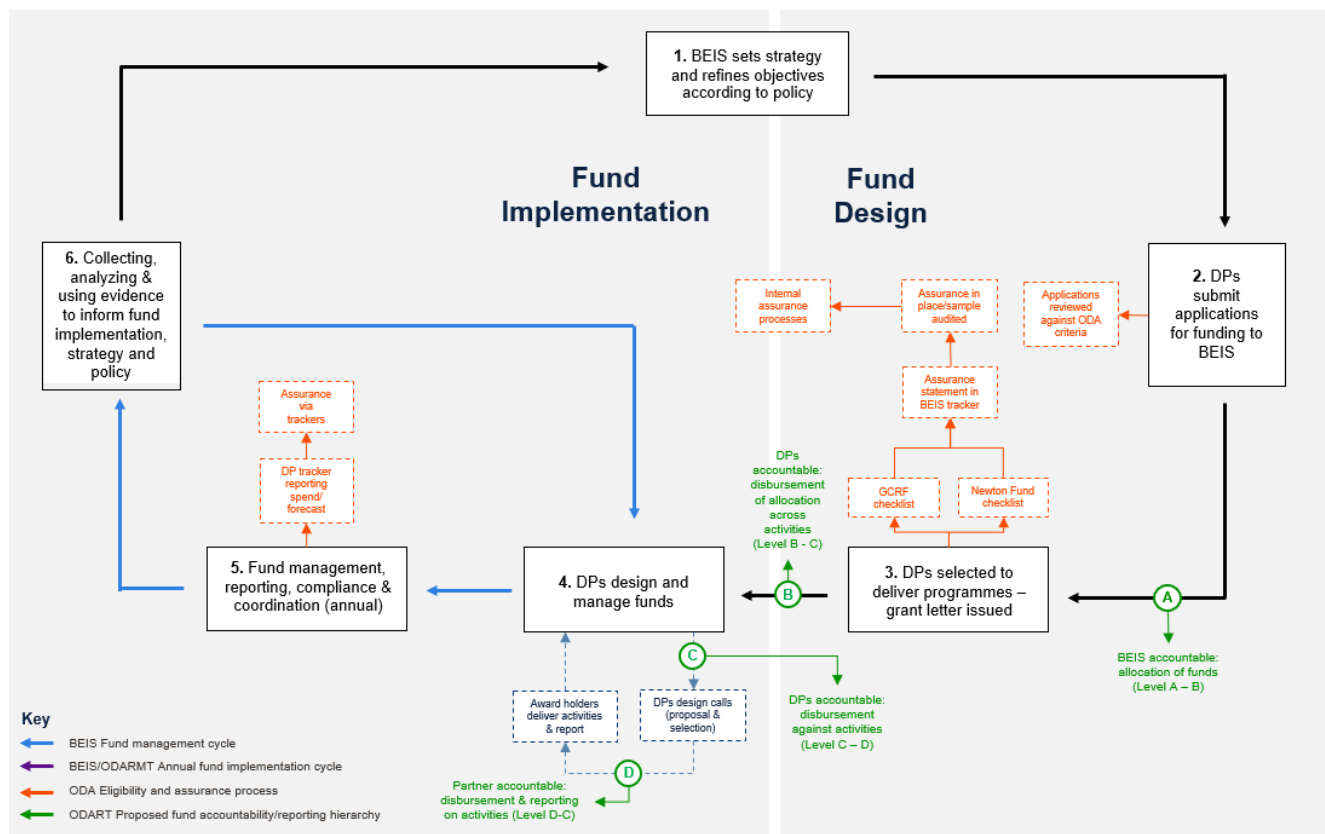 1. BEIS sets strategy
and refines objectives
according to policy
Fund
Implementation
Fund
Design
6. Collecting,
analyzing &
using evidence
to inform fund
implementation,
strategy and
policy
2. DPs
submit
applications
for funding to
BEIS
Internal
assurance
processes
Assurance in
place/sample
audited
Applications
reviewed
against ODA
criteria
Assurance
statement in
BEIS tracker
Assurance
via
trackers
DP tracker
reporting
spend/
forecast
DPs
accountable:
disbursement
of allocation
across
activities
(Level B - C)
GCRF
checklist
Newton Fund
checklist
5. Fund management,
reporting, compliance &
coordination (annual)
4. DPs design and
manage funds
B
3. DPs selected to
deliver programmes –
grant letter issued
A
C
BEIS accountable:
allocation of funds
(Level A – B)
Award holders
deliver activities
& report
DPs design calls
(proposal &
selection)
DPs accountable:
disbursement
against activities
(Level C – D)
D
Partner accountable:
disbursement & reporting
on activities (Level D-C)
Key
BEIS Fund management cycle
BEIS/ODARMT Annual fund implementation cycle
ODA Eligibility and assurance process
ODART Proposed fund accountability/reporting hierarchy